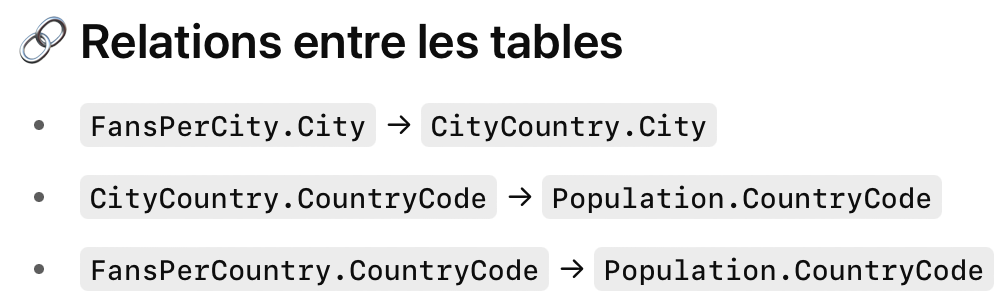 🔗 Relations entre les tables
• FansPerCity.City → CityCountry.City
• CityCountry.CountryCode → Population.CountryCode
• FansPerCountry.CountryCode → Population.CountryCode